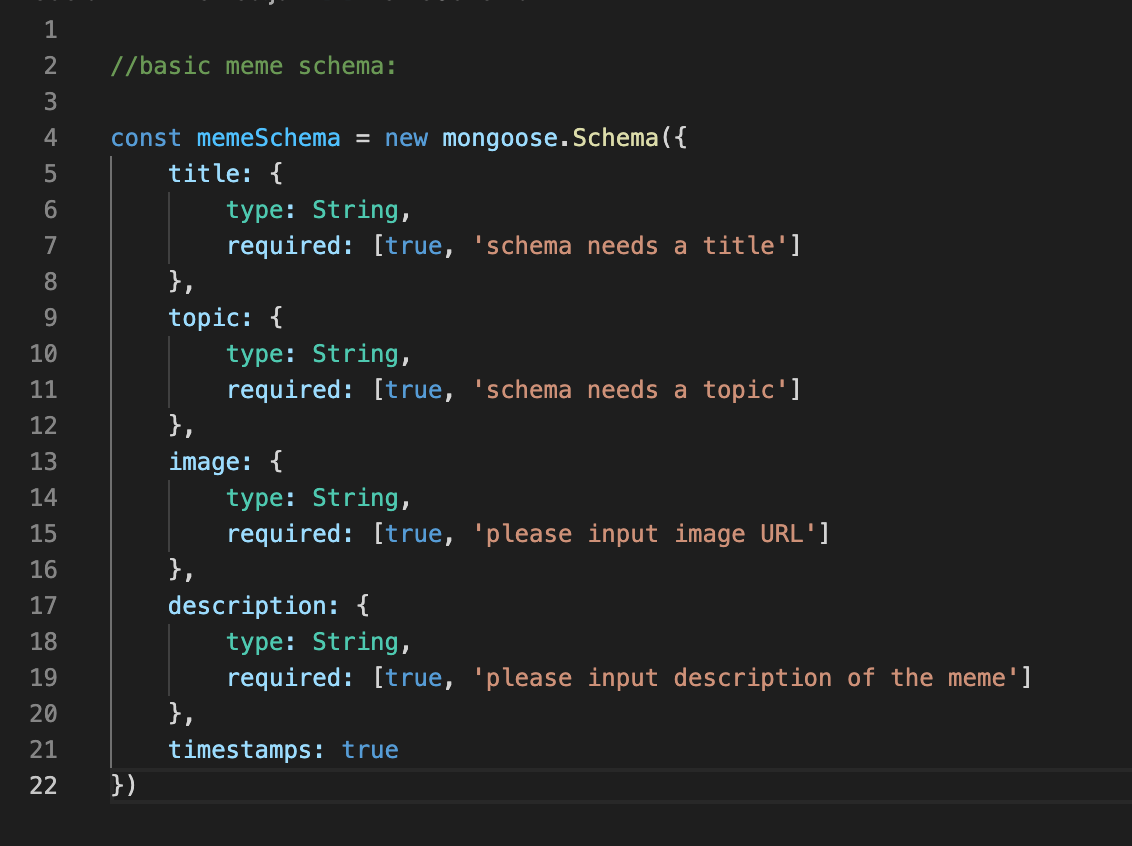 1
2 //basic meme schema:
3
4 const memeSchema = new mongoose.Schema({
5     title: {
6         type: String,
7         required: [true, 'schema needs a title']
8     },
9     topic: {
10         type: String,
11         required: [true, 'schema needs a topic']
12     },
13     image: {
14         type: String,
15         required: [true, 'please input image URL']
16     },
17     description: {
18         type: String,
19         required: [true, 'please input description of the meme']
20     },
21     timestamps: true
22 })